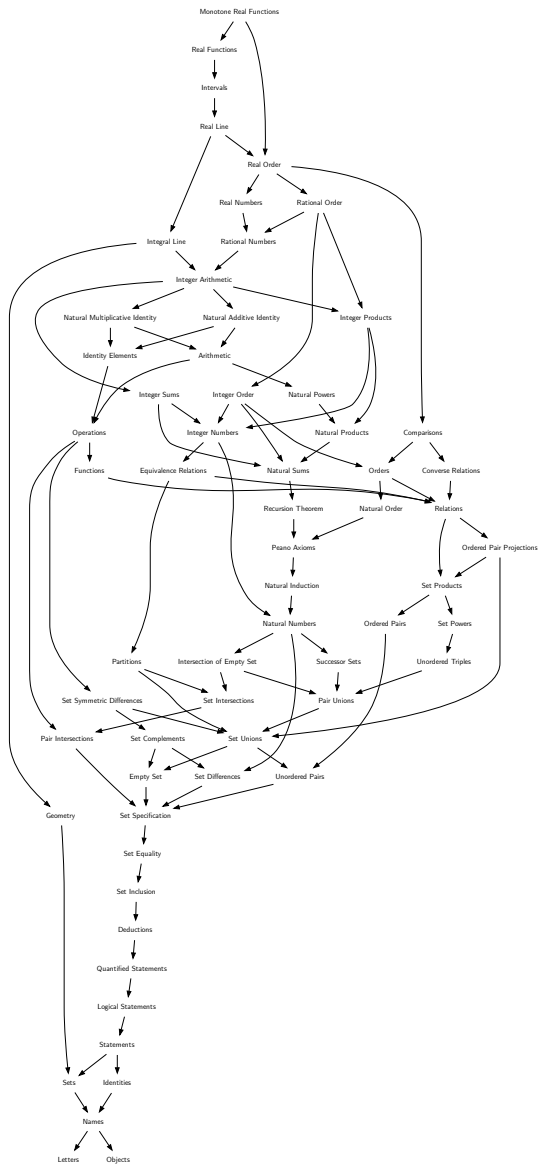 Monotone Real Functions
Real Functions
Intervals
Real Line
Real Order
Real Numbers
Rational Order
Integral Line
Rational Numbers
Integer Arithmetic
Natural Multiplicative Identity
Natural Additive Identity
Integer Products
Identity Elements
Arithmetic
Integer Sums
Integer Order
Natural Powers
Operations
Integer Numbers
Natural Products
Comparisons
Functions
Equivalence Relations
Natural Sums
Orders
Converse Relations
Recursion Theorem
Natural Order
Relations
Peano Axioms
Ordered Pair Projections
Natural Induction
Set Products
Natural Numbers
Ordered Pairs
Set Powers
Partitions
Intersection of Empty Set
Successor Sets
Unordered Triples
Set Symmetric Differences
Set Intersections
Pair Unions
Pair Intersections
Set Complements
Set Unions
Empty Set
Set Differences
Unordered Pairs
Geometry
Set Specification
Set Equality
Set Inclusion
Deductions
Quantified Statements
Logical Statements
Statements
Sets
Identities
Names
Letters
Objects